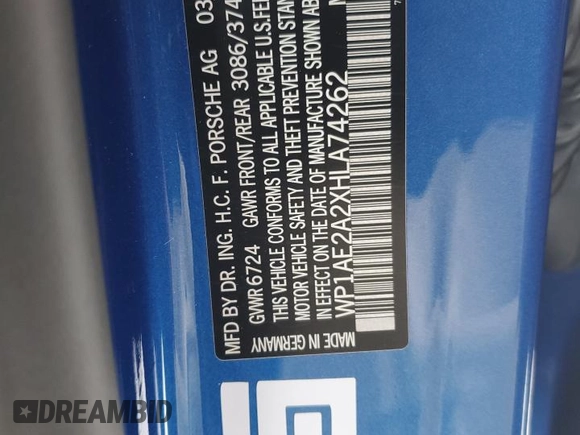 MFD BY DR. ING. H.C. F. PORSCHE AG 03
GVWR 6724 GAWR FRONT/REAR 3086/374
THIS VEHICLE CONFORMS TO ALL APPLICABLE U.S.FE
MOTOR VEHICLE SAFETY AND THEFT PREVENTION STAN
IN EFFECT ON THE DATE OF MANUFACTURE SHOWN AB
WP1AE2A2XHLA74262
MADE IN GERMANY
DREAMBID